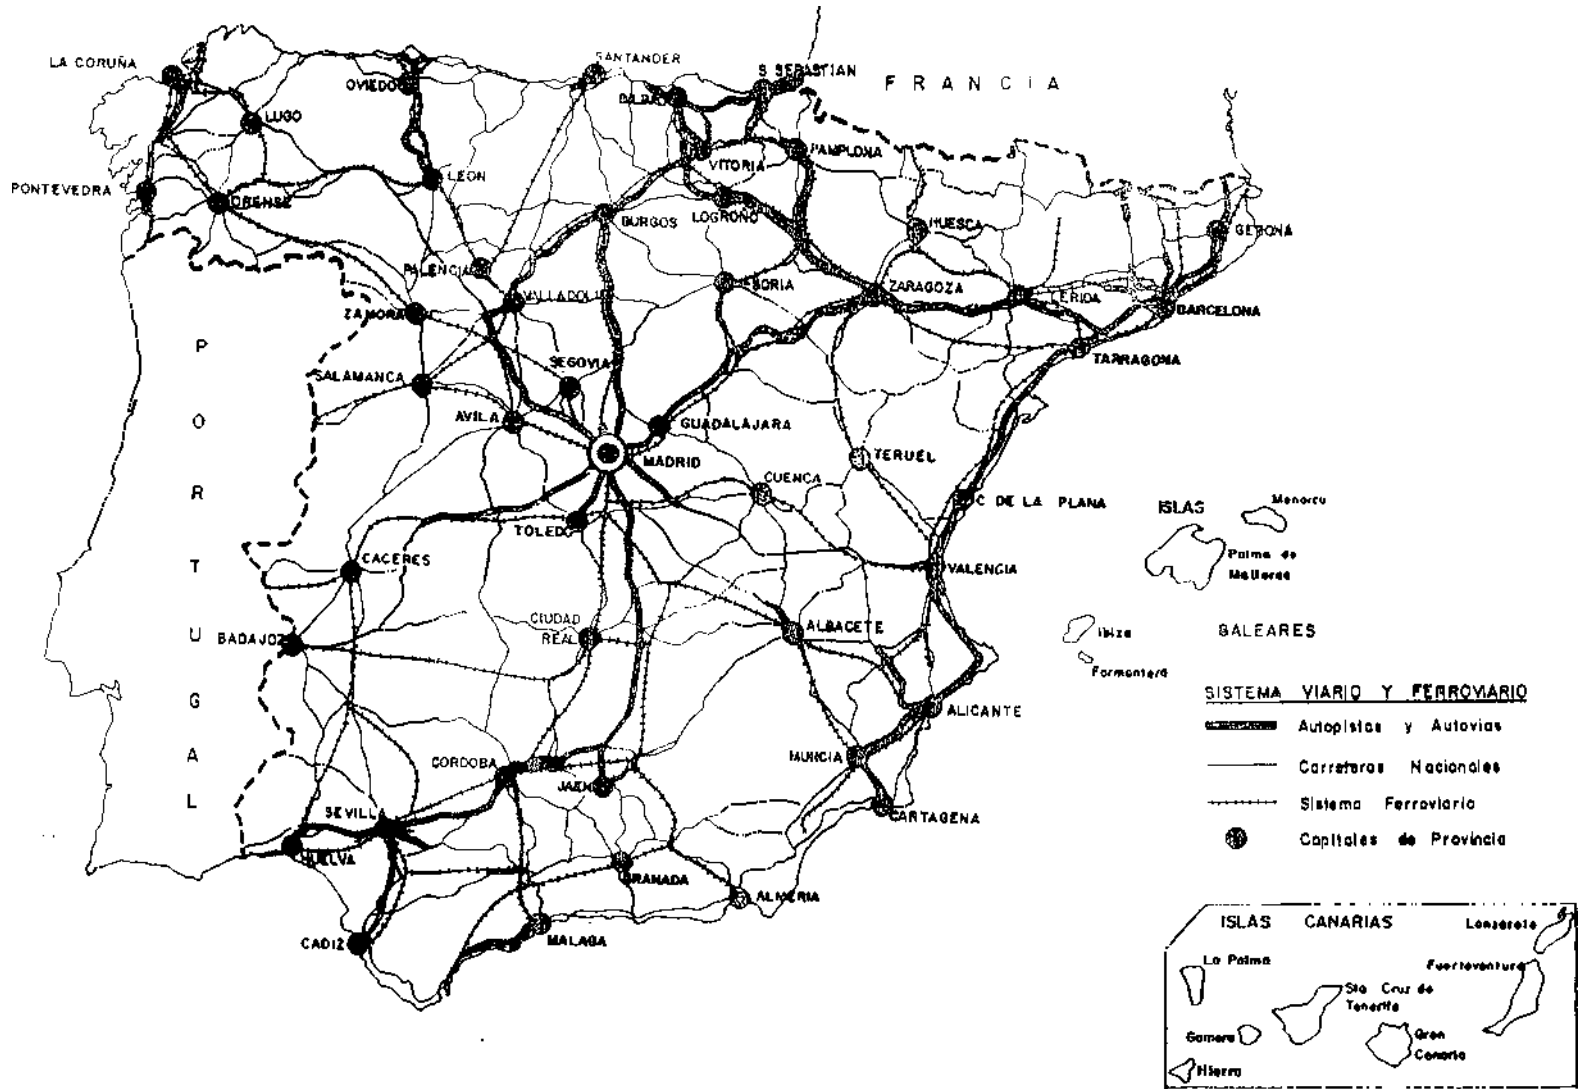 SANTANDER
LA CORUÑA
S SEBASTIAN
FRANCIA
OVIEDO
BILBAO
LUGO
VITORIA
PAMPLONA
LEON
PONTEVEDRA
ORENSE
BURGOS
LOGROÑO
HUESCA
GERONA
PALENCIA
VALLADOLID
SORIA
ZARAGOZA
LERIDA
ZAMORA
BARCELONA
PORTUGAL
SEGOVIA
TARRAGONA
SALAMANCA
AVILA
GUADALAJARA
MADRID
TERUEL
CUENCA
C DE LA PLANA
ISLAS
Menorca
TOLEDO
CACERES
VALENCIA
Palma de
Mallorca
CIUDAD
REAL
ALBACETE
BADAJOZ
Ibiza
BALEARES
Formentera
SISTEMA VIARIO Y FERROVIARIO
ALICANTE
Autopistas y Autovias
MURCIA
CORDOBA
Carreteras Nacionales
JAEN
Sistema Ferroviario
SEVILLA
CARTAGENA
Capitales de Provincia
HUELVA
GRANADA
ALMERIA
ISLAS CANARIAS
Lanzarote
CADIZ
MALAGA
La Palma
Fuerteventura
Sta Cruz de
Tenerife
Gomera
Gran
Canaria
Hierro